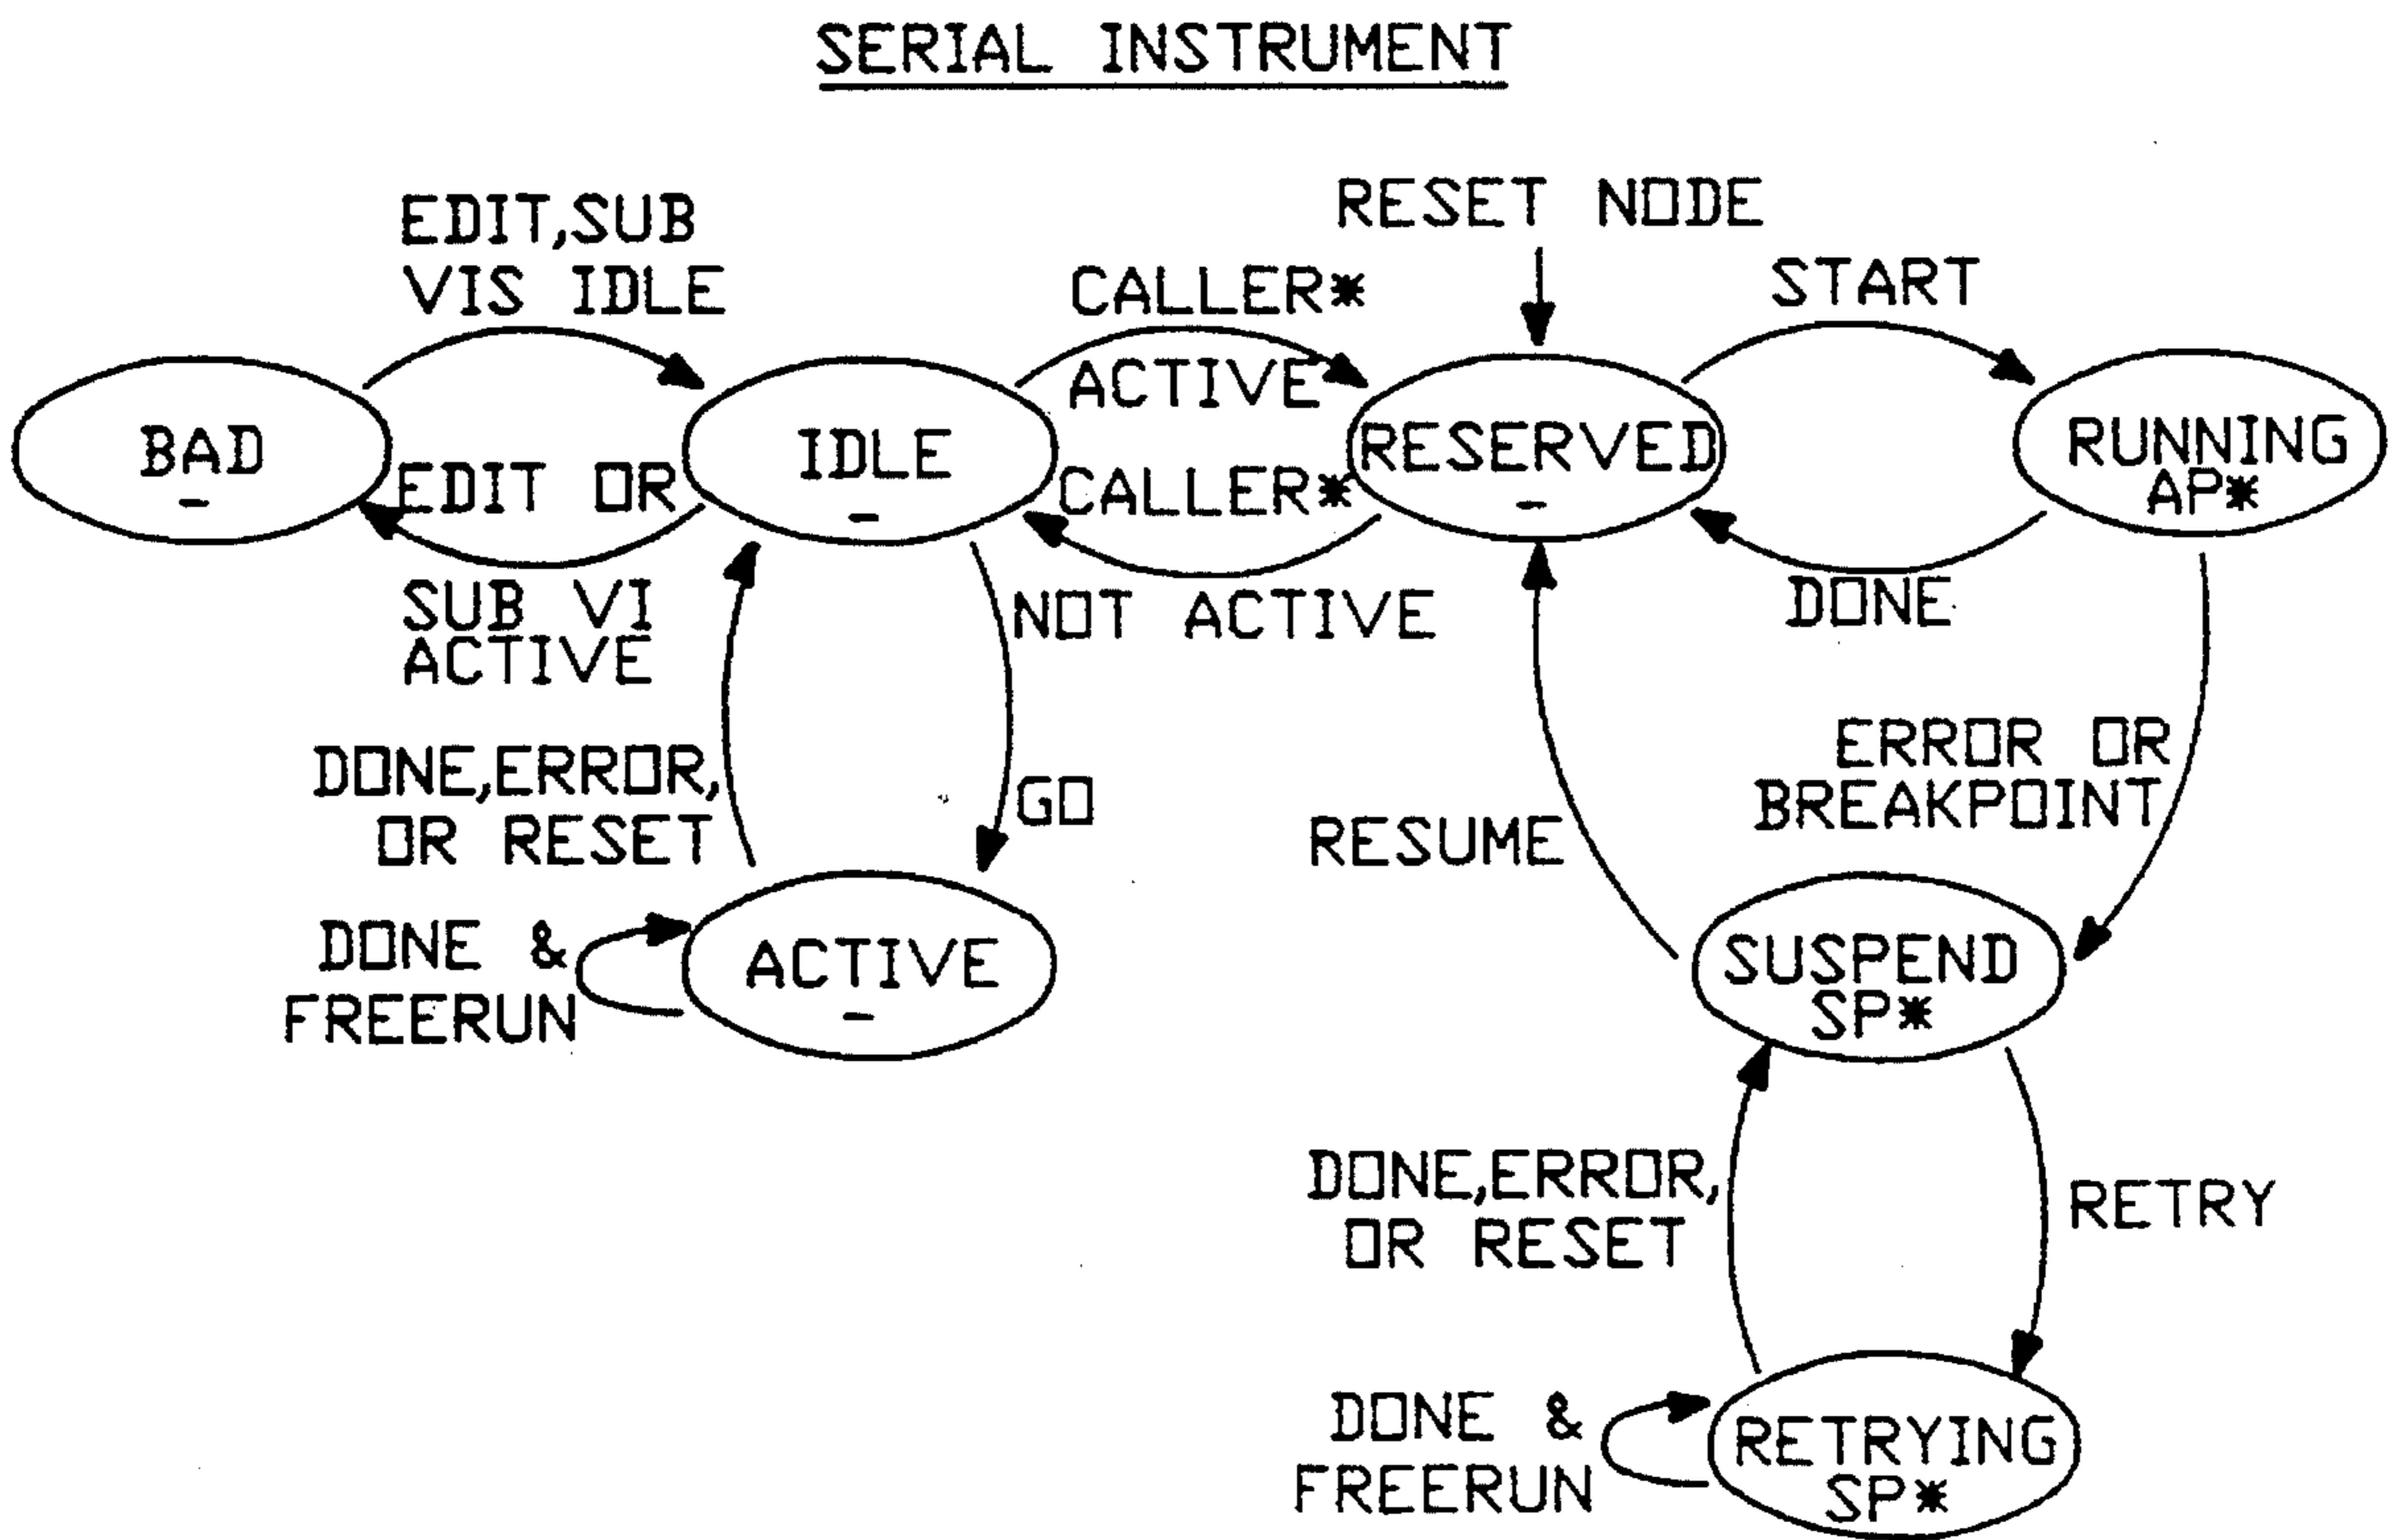 SERIAL INSTRUMENT
EDIT,SUB
VIS IDLE
CALLER*
ACTIVE
RESET NODE
START
BAD
-
EDIT OR
SUB VI
ACTIVE
IDLE
-
CALLER*
NOT ACTIVE
RESERVED
-
RUNNING
AP*
DONE
DONE,ERROR,
OR RESET
GO
RESUME
ERROR OR
BREAKPOINT
DONE &
FREERUN
ACTIVE
-
SUSPEND
SP*
DONE,ERROR,
OR RESET
RETRY
DONE &
FREERUN
RETRYING
SP*